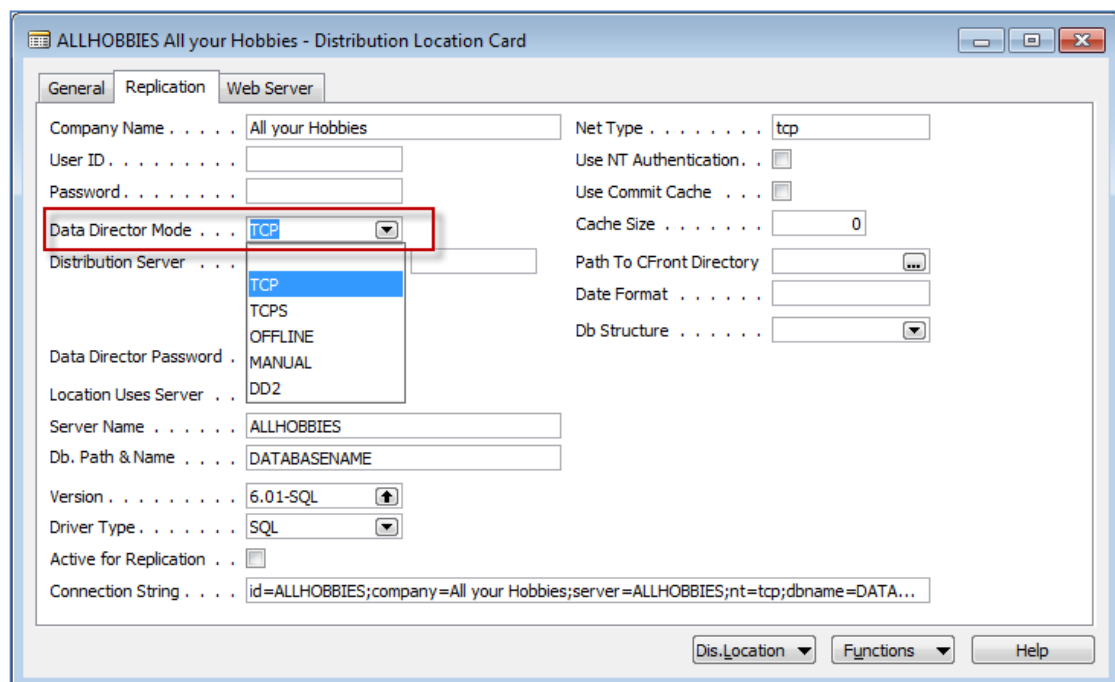 ALLHOBBIES All your Hobbies - Distribution Location Card
General Replication Web Server
Company Name . . . . . All your Hobbies
User ID. . . . . . . . .
Password. . . . . . . .
Data Director Mode . . . TCP
Distribution Server . . .
TCP
TCPS
OFFLINE
MANUAL
DD2
Data Director Password .
Location Uses Server . .
Server Name . . . . . . ALLHOBBIES
Db. Path & Name . . . . DATABASENAME
Version . . . . . . . . . 6.01-SQL
Driver Type. . . . . . . SQL
Active for Replication . .
Connection String . . . . id=ALLHOBBIES;company=All your Hobbies;server=ALLHOBBIES;nt=tcp;dbname=DATA...
Net Type . . . . . . . . tcp
Use NT Authentication. .
Use Commit Cache . . .
Cache Size . . . . . . . 0
Path To CFront Directory ...
Date Format . . . . . .
Db Structure . . . . . .
Dis.Location Functions Help